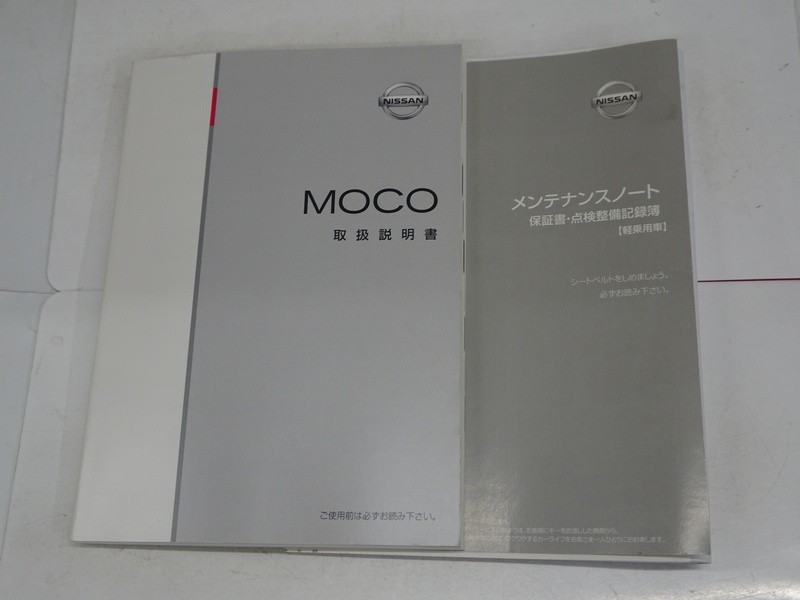 NISSAN
MOCO
取扱説明書
ご使用前は必ずお読み下さい。
NISSAN
メンテナンスノート
保証書・点検整備記録簿
【軽乗用車】
シートベルトをしめましょう。
必ずお読み下さい。